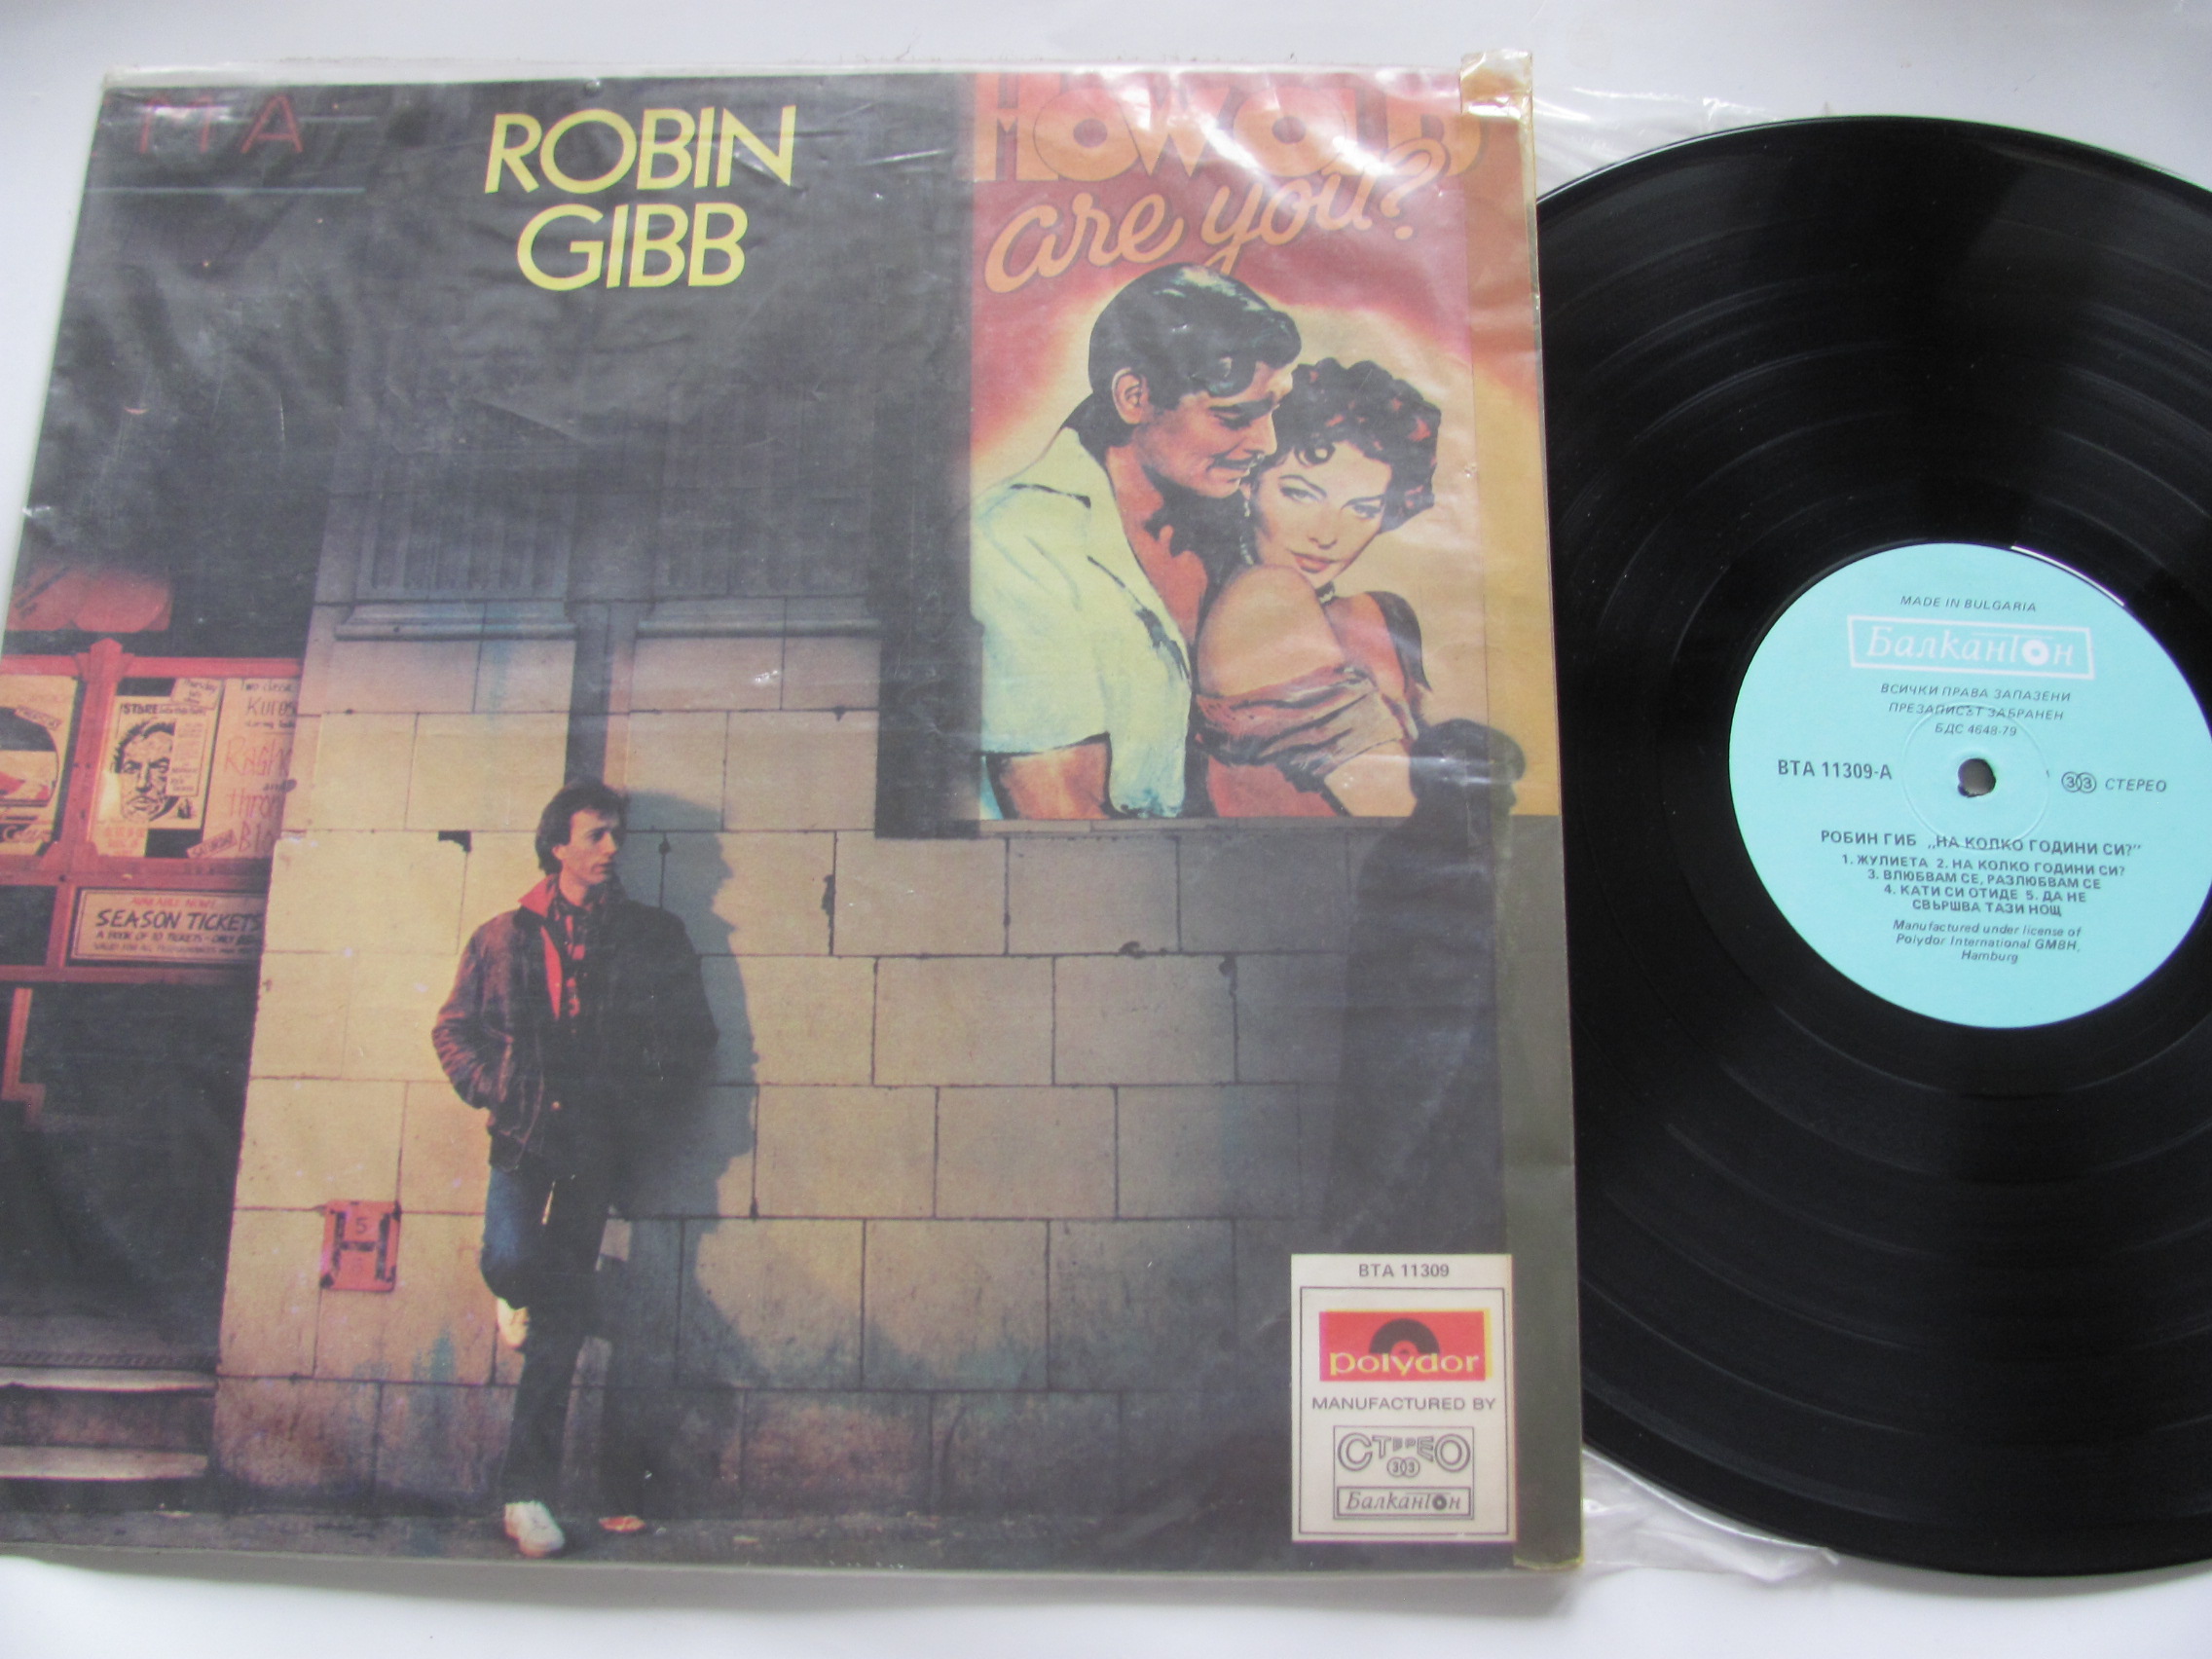 MA
ROBIN
GIBB
HOW OLD
are you?
Kuros
SEASON TICKETS
5
H
BTA 11309
polydor
MANUFACTURED BY
СТЕРЕО
33
Балкантон
MADE IN BULGARIA
Балкантон
ВСИЧКИ ПРАВА ЗАПАЗЕНИ
ПРЕЗАПИСЪТ ЗАБРАНЕН
БДС 4648-79
ВТА 11309-А
33 СТЕРЕО
РОБИН ГИБ „НА КОЛКО ГОДИНИ СИ?"
1. ЖУЛИЕТА 2. НА КОЛКО ГОДИНИ СИ?
3. ВЛЮБВАМ СЕ, РАЗЛЮБВАМ СЕ
4. КАТИ СИ ОТИДЕ 5. ДА НЕ
СВЪРШВА ТАЗИ НОЩ
Manufactured under license of
Polydor International GMBH,
Hamburg